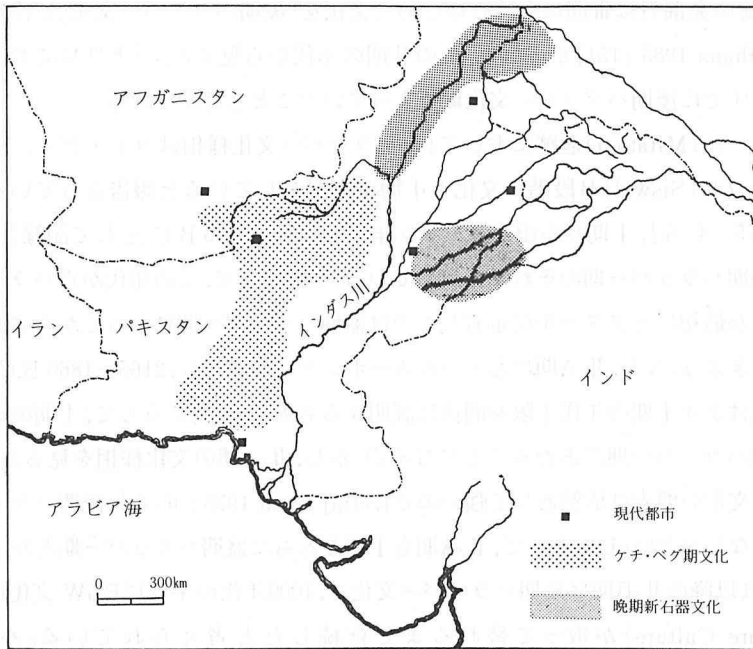 アフガニスタン
インダス川
イラン
パキスタン
インド
アラビア海
0 300km
現代都市
ケチ・ベグ期文化
晩期新石器文化